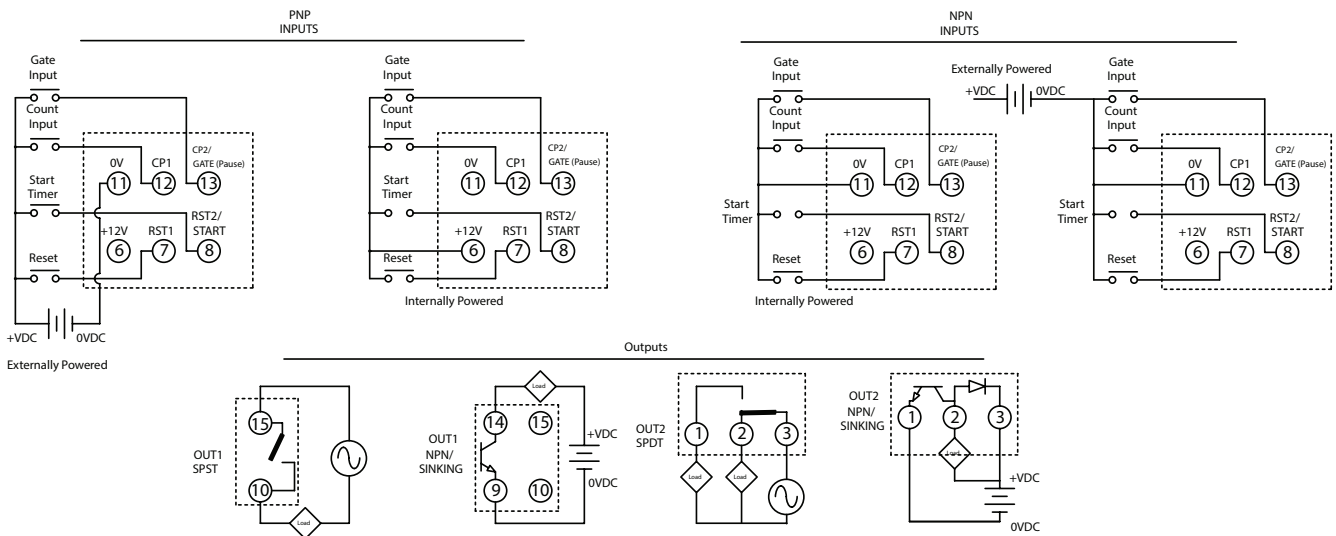 PNP
INPUTS
Gate
Input
Count
Input
Start
Timer
Reset
0V
CP1
CP2/
GATE (Pause)
11
12
13
+12V
RST1
RST2/
START
6
7
8
+VDC
0VDC
Externally Powered
Gate
Input
Count
Input
Start
Timer
Reset
0V
CP1
CP2/
GATE (Pause)
11
12
13
+12V
RST1
RST2/
START
6
7
8
Internally Powered
NPN
INPUTS
Gate
Input
Count
Input
Start
Timer
Reset
0V
CP1
CP2/
GATE (Pause)
11
12
13
+12V
RST1
RST2/
START
6
7
8
Internally Powered
Externally Powered
+VDC
0VDC
Gate
Input
Count
Input
Start
Timer
Reset
0V
CP1
CP2/
GATE (Pause)
11
12
13
+12V
RST1
RST2/
START
6
7
8
Outputs
OUT1
SPST
15
10
Load
OUT1
NPN/
SINKING
14
15
9
10
Load
+VDC
0VDC
OUT2
SPDT
1
2
3
Load
Load
OUT2
NPN/
SINKING
1
2
3
Load
+VDC
0VDC